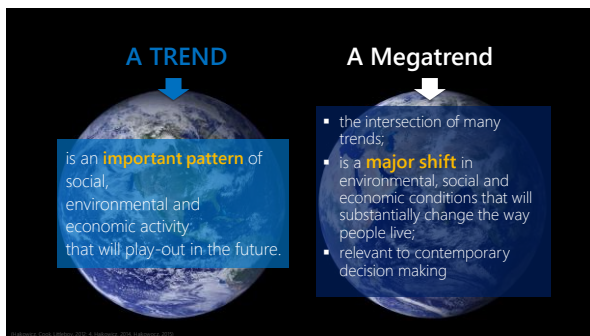 A TREND
is an important pattern of
social,
environmental and
economic activity
that will play-out in the future.
A Megatrend
▪ the intersection of many
trends;
▪ is a major shift in
environmental, social and
economic conditions that will
substantially change the way
people live;
▪ relevant to contemporary
decision making